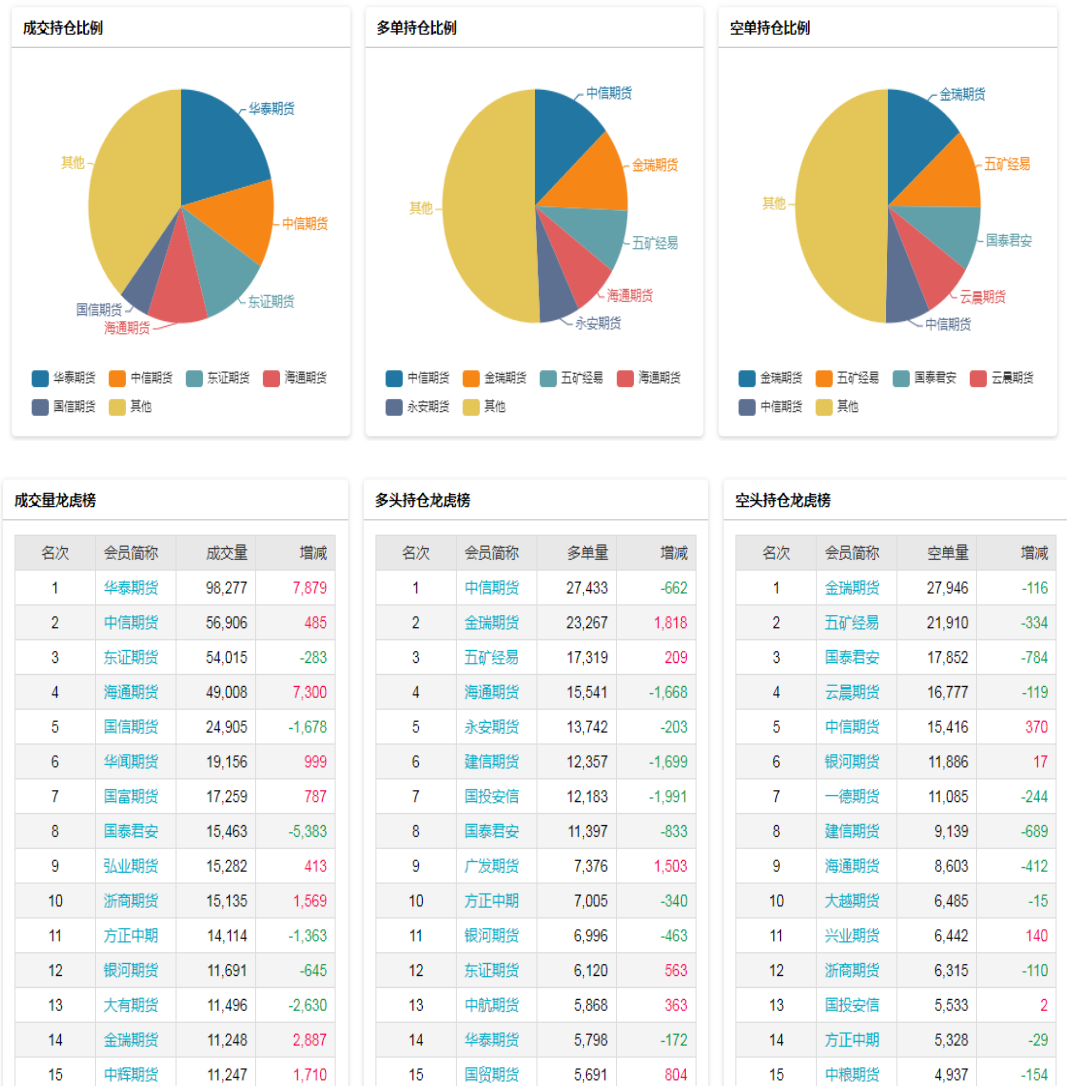 成交持仓比例
华泰期货
其他
中信期货
东证期货
国信期货
海通期货
华泰期货 中信期货 东证期货 海通期货
国信期货 其他
多单持仓比例
中信期货
金瑞期货
其他
五矿经易
海通期货
永安期货
中信期货 金瑞期货 五矿经易 海通期货
永安期货 其他
空单持仓比例
金瑞期货
五矿经易
其他
国泰君安
云晨期货
中信期货
金瑞期货 五矿经易 国泰君安 云晨期货
中信期货 其他
成交量龙虎榜
名次 会员简称 成交量 增减
1 华泰期货 98,277 7,879
2 中信期货 56,906 485
3 东证期货 54,015 -283
4 海通期货 49,008 7,300
5 国信期货 24,905 -1,678
6 华闻期货 19,156 999
7 国富期货 17,259 787
8 国泰君安 15,463 -5,383
9 弘业期货 15,282 413
10 浙商期货 15,135 1,569
11 方正中期 14,114 -1,363
12 银河期货 11,691 -645
13 大有期货 11,496 -2,630
14 金瑞期货 11,248 2,887
15 中辉期货 11,247 1,710
多头持仓龙虎榜
名次 会员简称 多单量 增减
1 中信期货 27,433 -662
2 金瑞期货 23,267 1,818
3 五矿经易 17,319 209
4 海通期货 15,541 -1,668
5 永安期货 13,742 -203
6 建信期货 12,357 -1,699
7 国投安信 12,183 -1,991
8 国泰君安 11,397 -833
9 广发期货 7,376 1,503
10 方正中期 7,005 -340
11 银河期货 6,996 -463
12 东证期货 6,120 563
13 中航期货 5,868 363
14 华泰期货 5,798 -172
15 国贸期货 5,691 804
空头持仓龙虎榜
名次 会员简称 空单量 增减
1 金瑞期货 27,946 -116
2 五矿经易 21,910 -334
3 国泰君安 17,852 -784
4 云晨期货 16,777 -119
5 中信期货 15,416 370
6 银河期货 11,886 17
7 一德期货 11,085 -244
8 建信期货 9,139 -689
9 海通期货 8,603 -412
10 大越期货 6,485 -15
11 兴业期货 6,442 140
12 浙商期货 6,315 -110
13 国投安信 5,533 2
14 方正中期 5,328 -29
15 中粮期货 4,937 -154